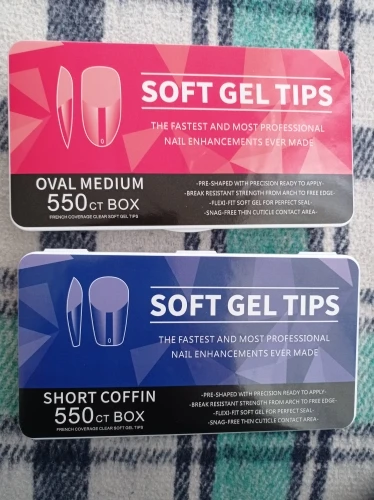 SOFT GEL TIPS
THE FASTEST AND MOST PROFESSIONAL
NAIL ENHANCEMENTS EVER MADE
0
OVAL MEDIUM
550CT BOX
FRENCH COVERAGE CLEAR SOFT GEL TIPS
-PRE-SHAPED WITH PRECISION READY TO APPLY-
-BREAK RESISTANT STRENGTH FROM ARCH TO FREE EDGE-
-FLEXI-FIT SOFT GEL FOR PERFECT SEAL-
-SNAG-FREE THIN CUTICLE CONTACT AREA-
SOFT GEL TIPS
THE FASTEST AND MOST PROFESSIONAL
NAIL ENHANCEMENTS EVER MADE
0
SHORT COFFIN
550CT BOX
FRENCH COVERAGE CLEAR SOFT GEL TIPS
-PRE-SHAPED WITH PRECISION READY TO APPLY-
-BREAK RESISTANT STRENGTH FROM ARCH TO FREE EDGE-
-FLEXI-FIT SOFT GEL FOR PERFECT SEAL-
-SNAG-FREE THIN CUTICLE CONTACT AREA-